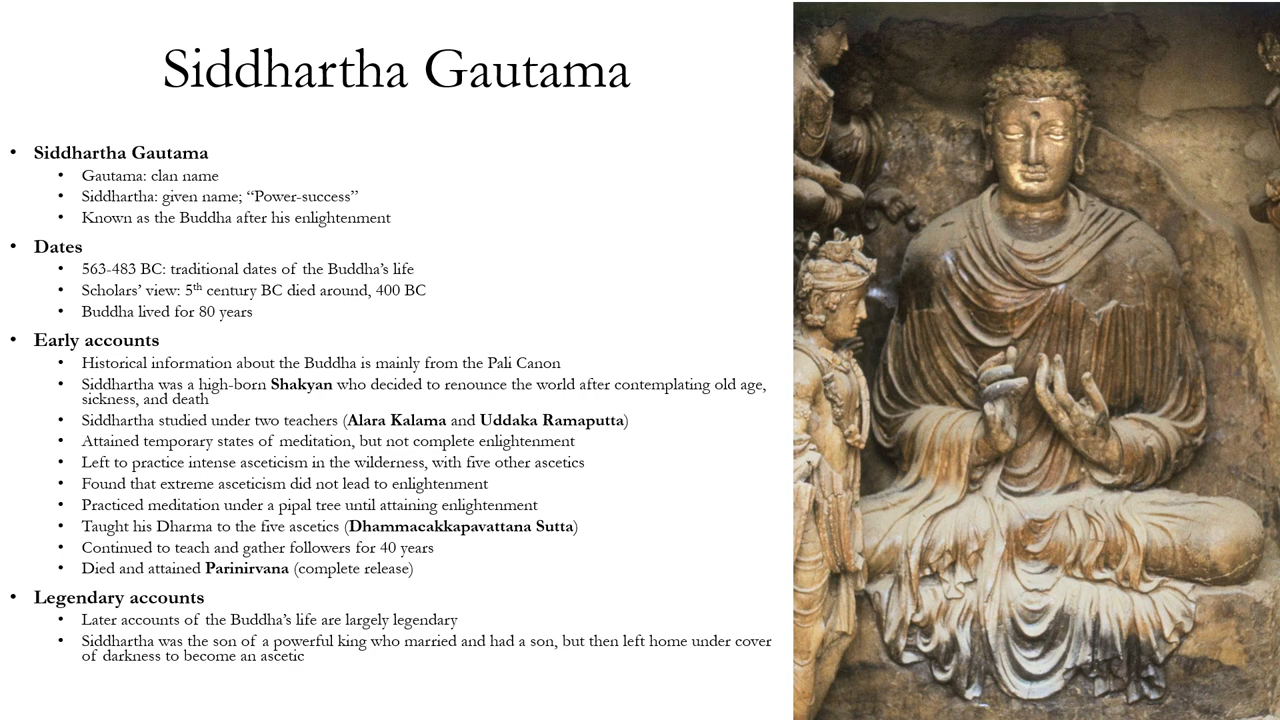 Siddhartha Gautama
• Siddhartha Gautama
• Gautama: clan name
• Siddhartha: given name; “Power-success”
• Known as the Buddha after his enlightenment
• Dates
• 563-483 BC: traditional dates of the Buddha’s life
• Scholars’ view: 5th century BC died around, 400 BC
• Buddha lived for 80 years
• Early accounts
• Historical information about the Buddha is mainly from the Pali Canon
• Siddhartha was a high-born Shakyan who decided to renounce the world after contemplating old age,
sickness, and death
• Siddhartha studied under two teachers (Alara Kalama and Uddaka Ramaputta)
• Attained temporary states of meditation, but not complete enlightenment
• Left to practice intense asceticism in the wilderness, with five other ascetics
• Found that extreme asceticism did not lead to enlightenment
• Practiced meditation under a pipal tree until attaining enlightenment
• Taught his Dharma to the five ascetics (Dhammacakkapavattana Sutta)
• Continued to teach and gather followers for 40 years
• Died and attained Parinirvana (complete release)
• Legendary accounts
• Later accounts of the Buddha’s life are largely legendary
• Siddhartha was the son of a powerful king who married and had a son, but then left home under cover
of darkness to become an ascetic